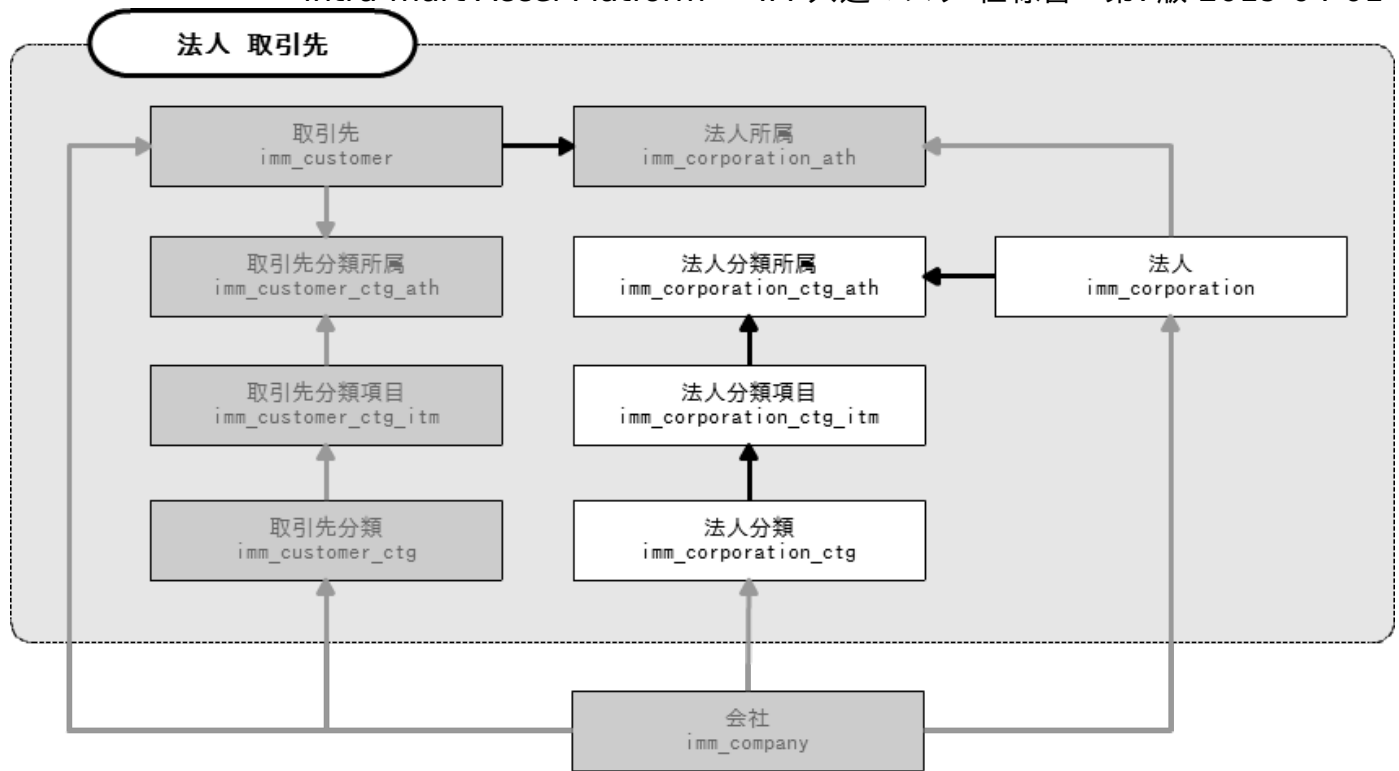 法人 取引先
取引先
imm_customer
法人所属
imm_corporation_ath
取引先分類所属
imm_customer_ctg_ath
法人分類所属
imm_corporation_ctg_ath
法人
imm_corporation
取引先分類項目
imm_customer_ctg_itm
法人分類項目
imm_corporation_ctg_itm
取引先分類
imm_customer_ctg
法人分類
imm_corporation_ctg
会社
imm_company